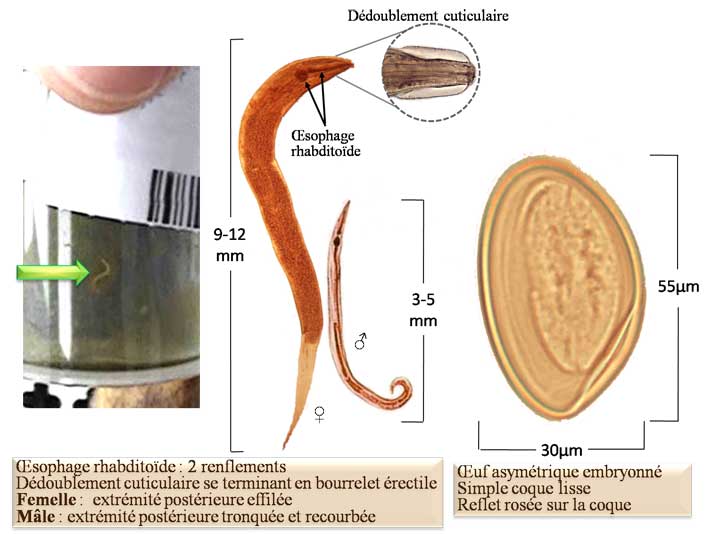 Dédoublement cuticulaire
Œsophage
rhabditoïde
9-12
mm
3-5
mm
♂
♀
55µm
30µm
Œsophage rhabditoïde : 2 renflements
Dédoublement cuticulaire se terminant en bourrelet érectile
Femelle : extrémité postérieure effilée
Mâle : extrémité postérieure tronquée et recourbée
Œuf asymétrique embryonné
Simple coque lisse
Reflet rosée sur la coque